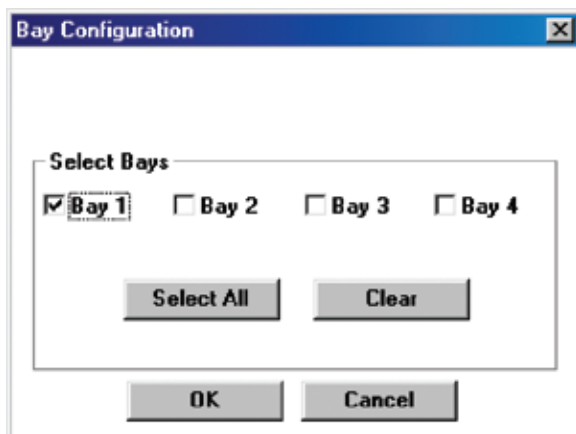 Bay Configuration
Select Bays
Bay 1 Bay 2 Bay 3 Bay 4
Select All Clear
OK Cancel